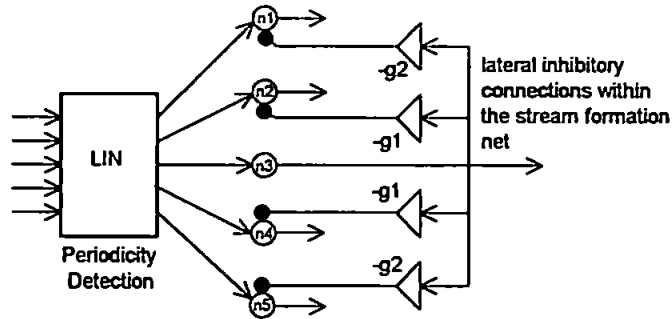 n1
-g2
lateral inhibitory
connections within
the stream formation
net
n2
-g1
LIN
n3
-g1
n4
Periodicity
Detection
-g2
n5